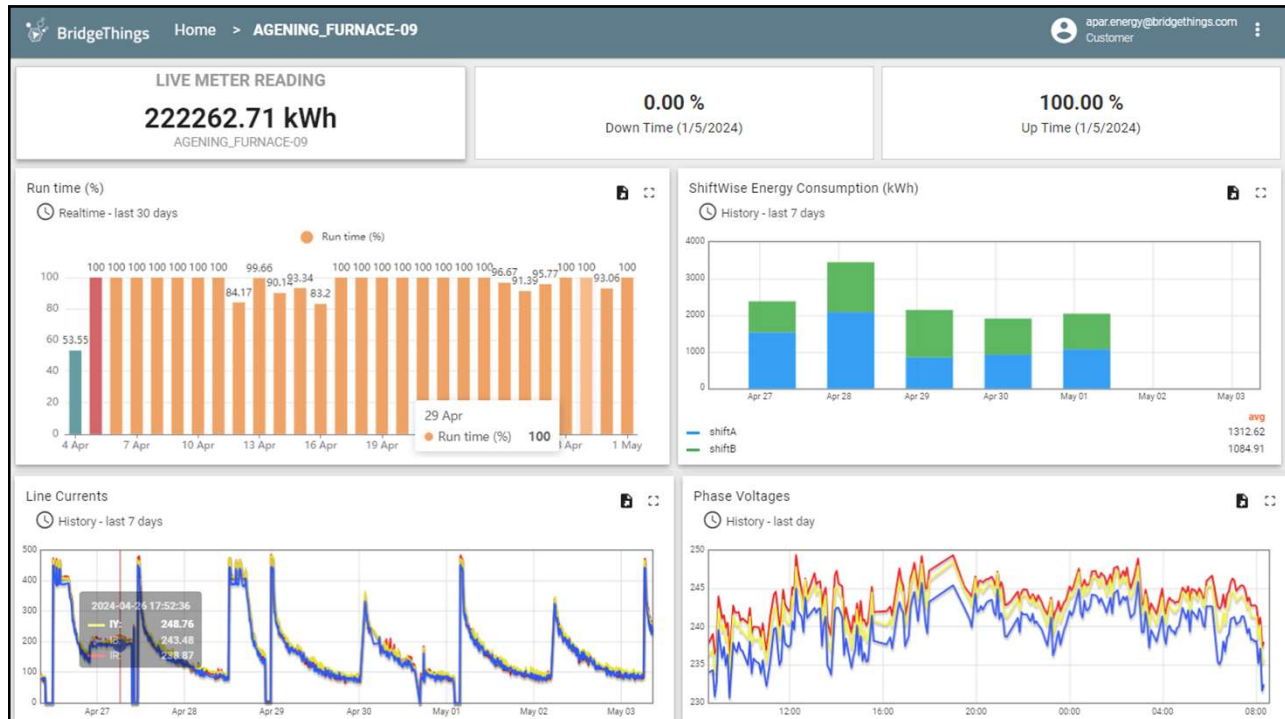 BridgeThings Home > AGENING_FURNACE-09
apar.energy@bridgethings.com
Customer
LIVE METER READING
222262.71 kWh
AGENING_FURNACE-09
0.00 %
Down Time (1/5/2024)
100.00 %
Up Time (1/5/2024)
Run time (%)
Realtime - last 30 days
Run time (%)
100 100 100 100 100 100 100 99.66 93.34 100 100 100 100 100 100 100 100 96.67 95.77 100 100 93.06 100
84.17 90.14 83.2 91.39
53.55
100
80
60
40
20
0
4 Apr 7 Apr 10 Apr 13 Apr 16 Apr 19 Apr 1 May
29 Apr
Run time (%) 100
ShiftWise Energy Consumption (kWh)
History - last 7 days
4000
3000
2000
1000
0
Apr 27 Apr 28 Apr 29 Apr 30 May 01 May 02 May 03
avg
shiftA 1312.62
shiftB 1084.91
Line Currents
History - last 7 days
500
400
300
200
100
0
2024-04-26 17:52:36
IY: 248.76
243.48
IR:
Apr 27 Apr 28 Apr 29 Apr 30 May 01 May 02 May 03
Phase Voltages
History - last day
250
245
240
235
230
12:00 16:00 20:00 00:00 04:00 08:00